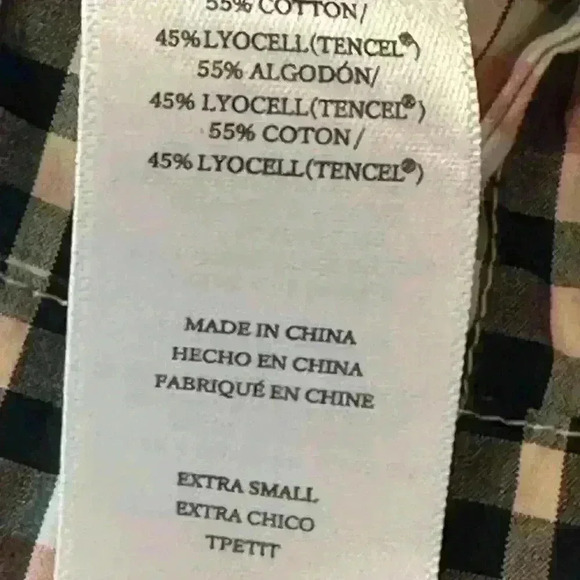 55% COTTON/
45% LYOCELL(TENCEL®)
55% ALGODÓN/
45% LYOCELL(TENCEL®)
55% COTON/
45% LYOCELL(TENCEL®)
MADE IN CHINA
HECHO EN CHINA
FABRIQUÉ EN CHINE
EXTRA SMALL
EXTRA CHICO
TPETIT